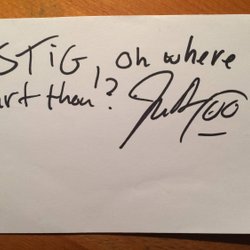 STiG, oh where
art thou?